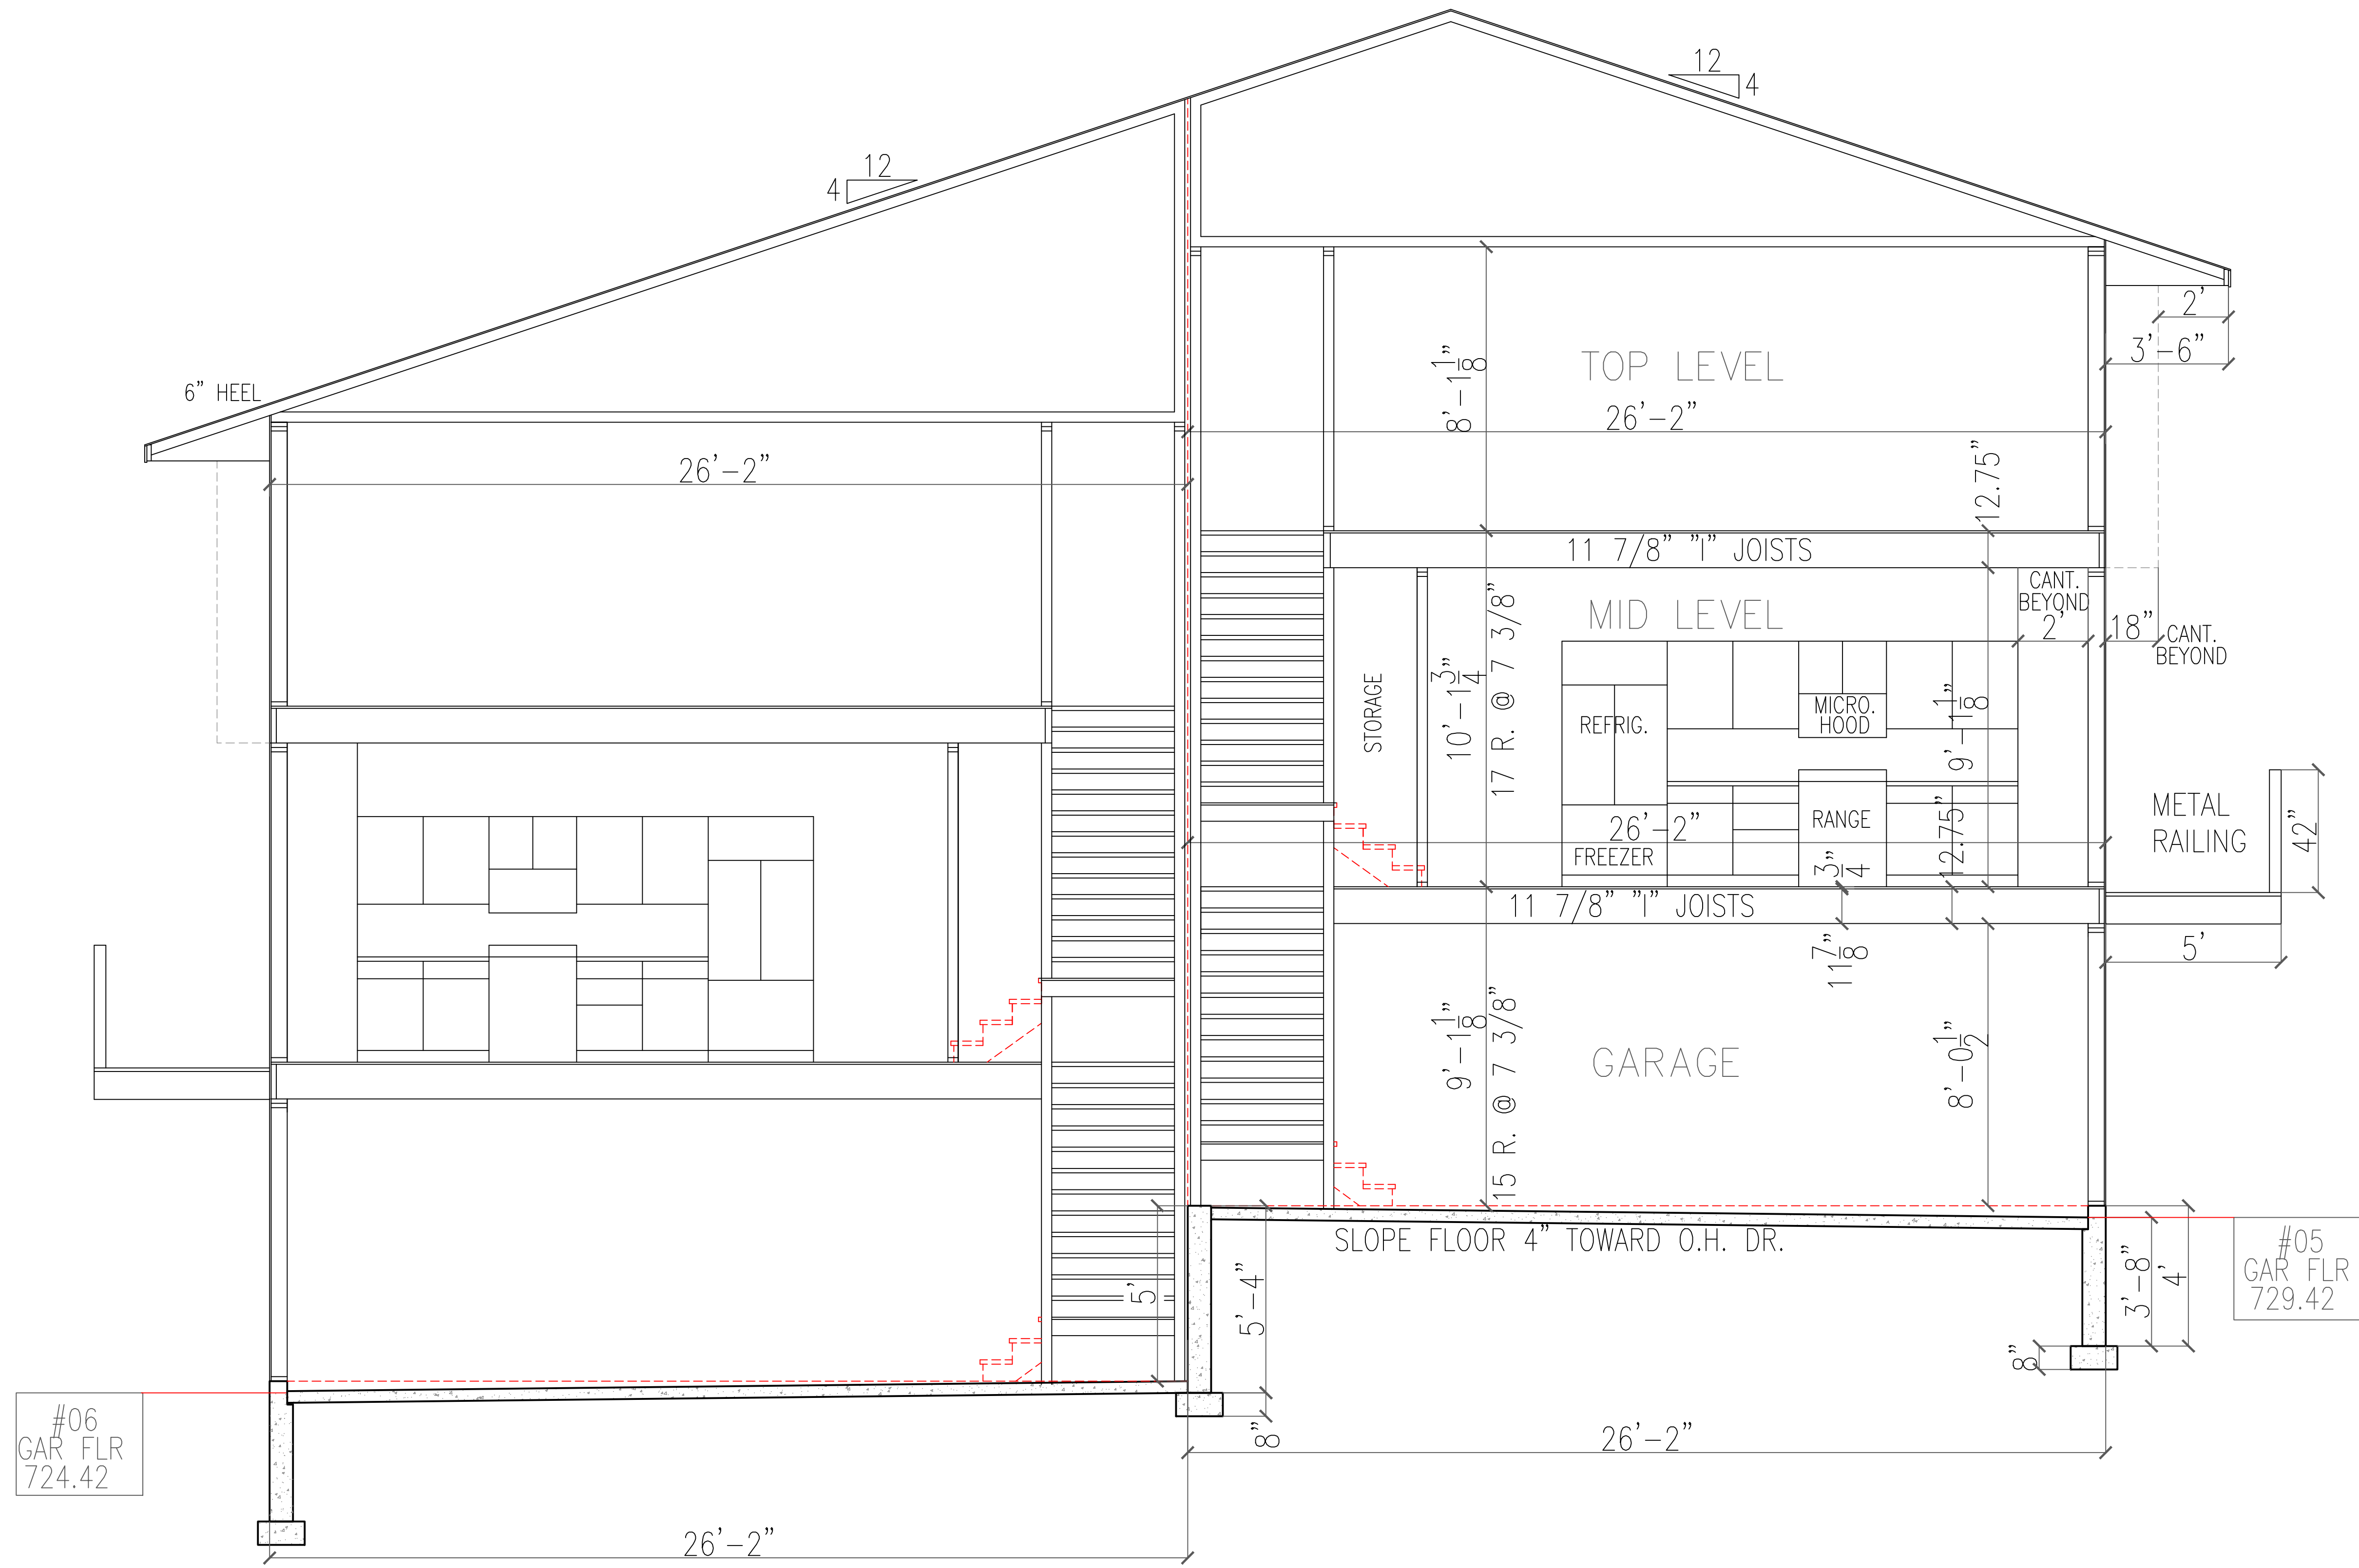 12
4
12
4
2'
3'-6"
6" HEEL
8'-1 1/8"
TOP LEVEL
26'-2"
26'-2"
12.75"
11 7/8" "I" JOISTS
CANT.
BEYOND
2'
18"
CANT.
BEYOND
MID LEVEL
STORAGE
10'-1 3/4"
17 R. @ 7 3/8"
REFRIG.
MICRO.
HOOD
9'-1 1/8"
RANGE
26'-2"
FREEZER
3/4"
12.75"
METAL
RAILING
42"
11 7/8" "I" JOISTS
11 7/8"
5'
9'-1 1/8"
15 R. @ 7 3/8"
GARAGE
8'-0 1/2"
SLOPE FLOOR 4" TOWARD O.H. DR.
5'
5'-4"
8"
3'-8"
4'
8"
#05
GAR FLR
729.42
#06
GAR FLR
724.42
26'-2"
26'-2"